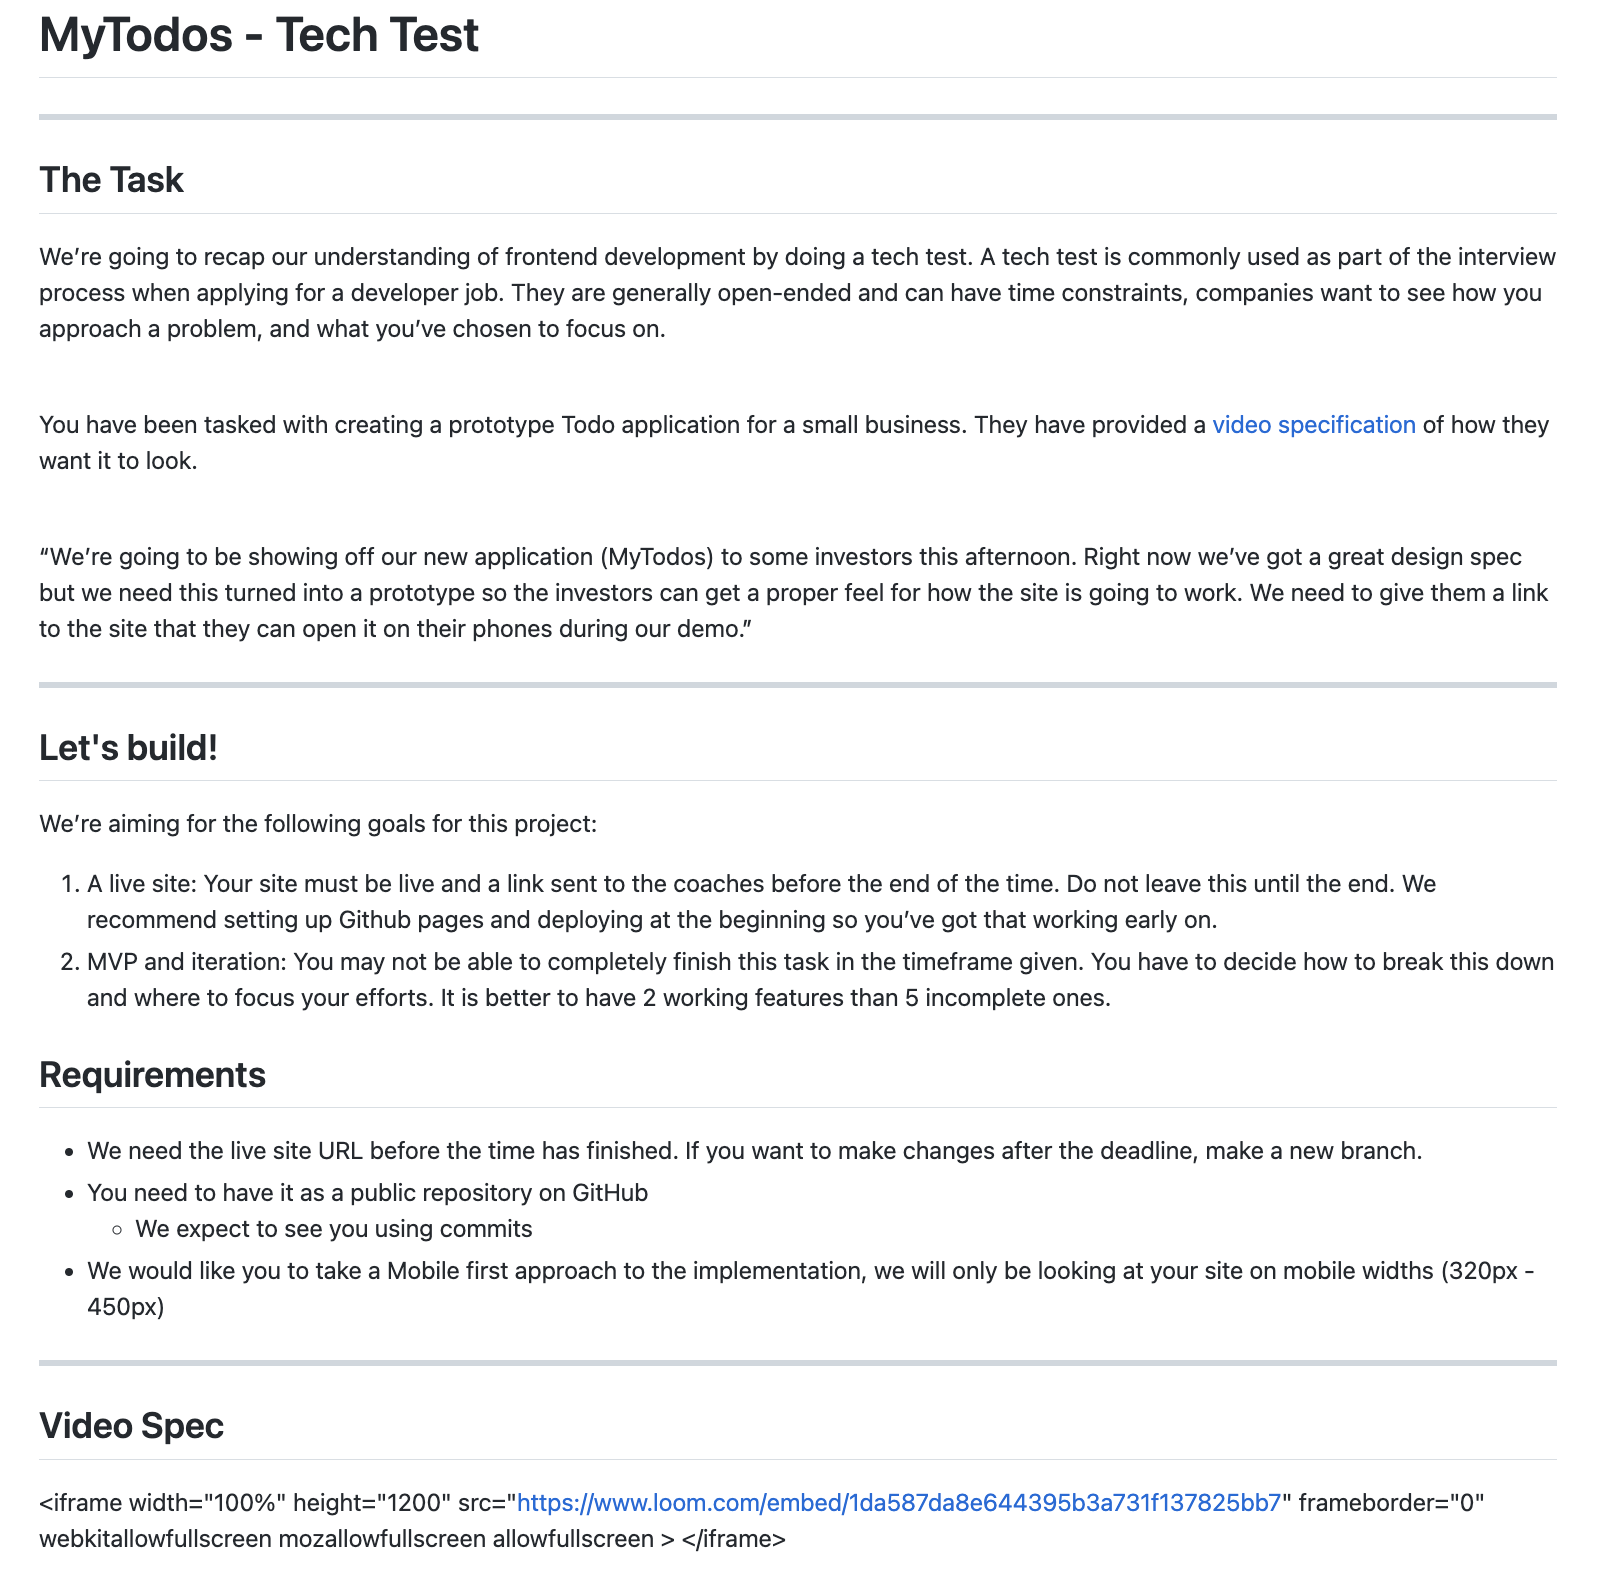 MyTodos - Tech Test
The Task
We’re going to recap our understanding of frontend development by doing a tech test. A tech test is commonly used as part of the interview
process when applying for a developer job. They are generally open-ended and can have time constraints, companies want to see how you
approach a problem, and what you’ve chosen to focus on.
You have been tasked with creating a prototype Todo application for a small business. They have provided a video specification of how they
want it to look.
“We’re going to be showing off our new application (MyTodos) to some investors this afternoon. Right now we’ve got a great design spec
but we need this turned into a prototype so the investors can get a proper feel for how the site is going to work. We need to give them a link
to the site that they can open it on their phones during our demo.”
Let's build!
We’re aiming for the following goals for this project:
1. A live site: Your site must be live and a link sent to the coaches before the end of the time. Do not leave this until the end. We
recommend setting up Github pages and deploying at the beginning so you’ve got that working early on.
2. MVP and iteration: You may not be able to completely finish this task in the timeframe given. You have to decide how to break this down
and where to focus your efforts. It is better to have 2 working features than 5 incomplete ones.
Requirements
• We need the live site URL before the time has finished. If you want to make changes after the deadline, make a new branch.
• You need to have it as a public repository on GitHub
◦ We expect to see you using commits
• We would like you to take a Mobile first approach to the implementation, we will only be looking at your site on mobile widths (320px -
450px)
Video Spec
<iframe width="100%" height="1200" src="https://www.loom.com/embed/1da587da8e644395b3a731f137825bb7" frameborder="0"
webkitallowfullscreen mozallowfullscreen allowfullscreen > </iframe>